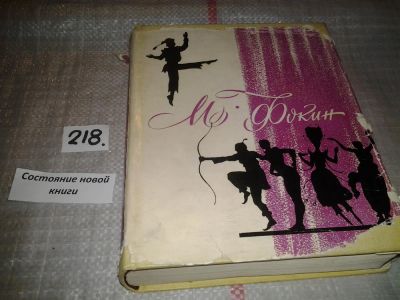 М. Фокин
218.
Состояние новой
книги